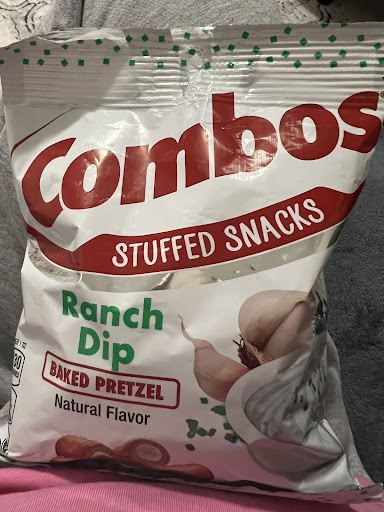 Combos
STUFFED SNACKS
Ranch
Dip
BAKED PRETZEL
Natural Flavor